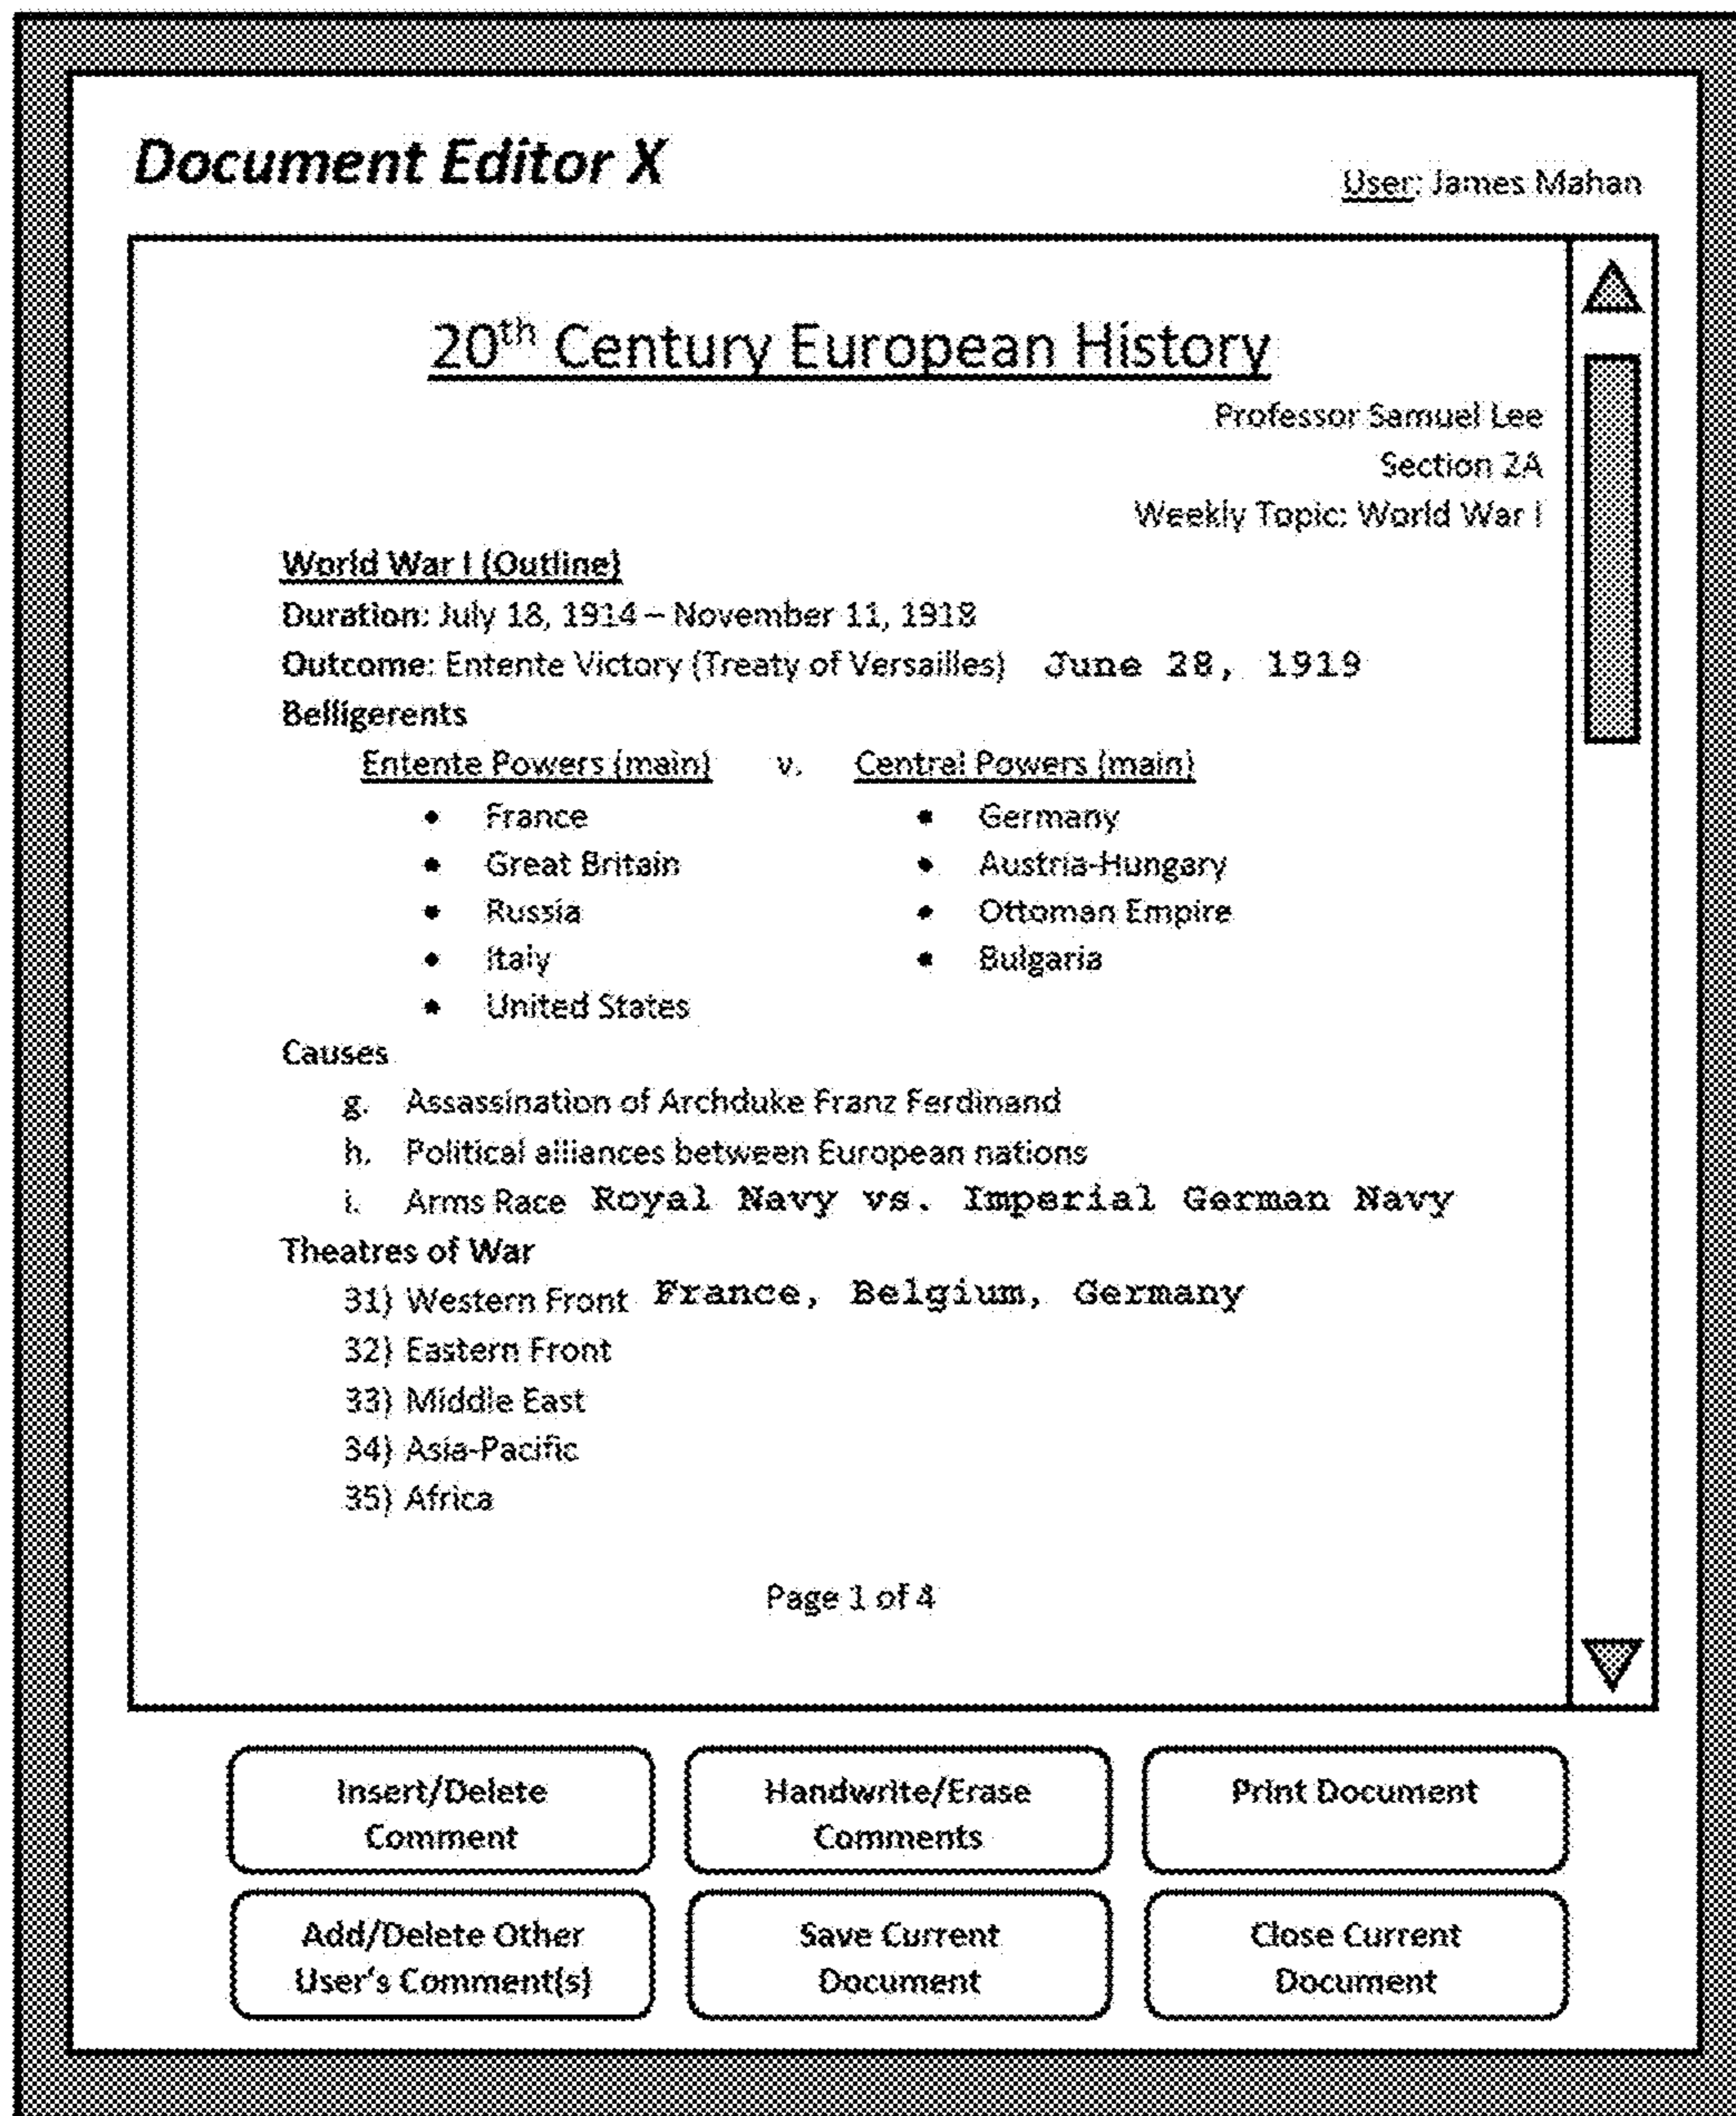 Document Editor X
User: James Mahan
20th Century European History
Professor Samuel Lee
Section 2A
Weekly Topic: World War I
World War I (Outline)
Duration: July 18, 1914 – November 11, 1918
Outcome: Entente Victory (Treaty of Versailles) June 28, 1919
Belligerents
Entente Powers (main) v. Central Powers (main)
• France • Germany
• Great Britain • Austria-Hungary
• Russia • Ottoman Empire
• Italy • Bulgaria
• United States
Causes
g. Assassination of Archduke Franz Ferdinand
h. Political alliances between European nations
i. Arms Race Royal Navy vs. Imperial German Navy
Theatres of War
31) Western Front France, Belgium, Germany
32) Eastern Front
33) Middle East
34) Asia-Pacific
35) Africa
Page 1 of 4
Insert/Delete
Comment
Handwrite/Erase
Comments
Print Document
Add/Delete Other
User's Comment(s)
Save Current
Document
Close Current
Document